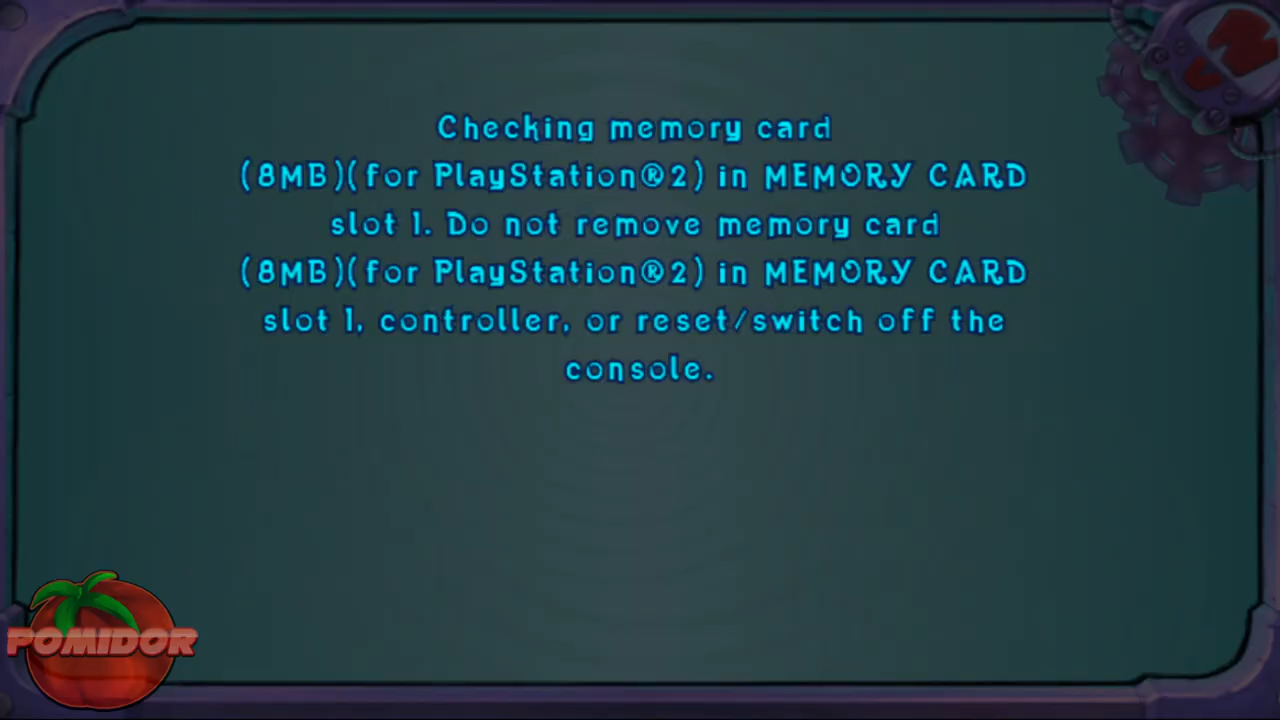 Checking memory card
(8MB)(for PlayStation®2) in MEMORY CARD
slot 1. Do not remove memory card
(8MB)(for PlayStation®2) in MEMORY CARD
slot 1, controller, or reset/switch off the
console.
POMIDOR